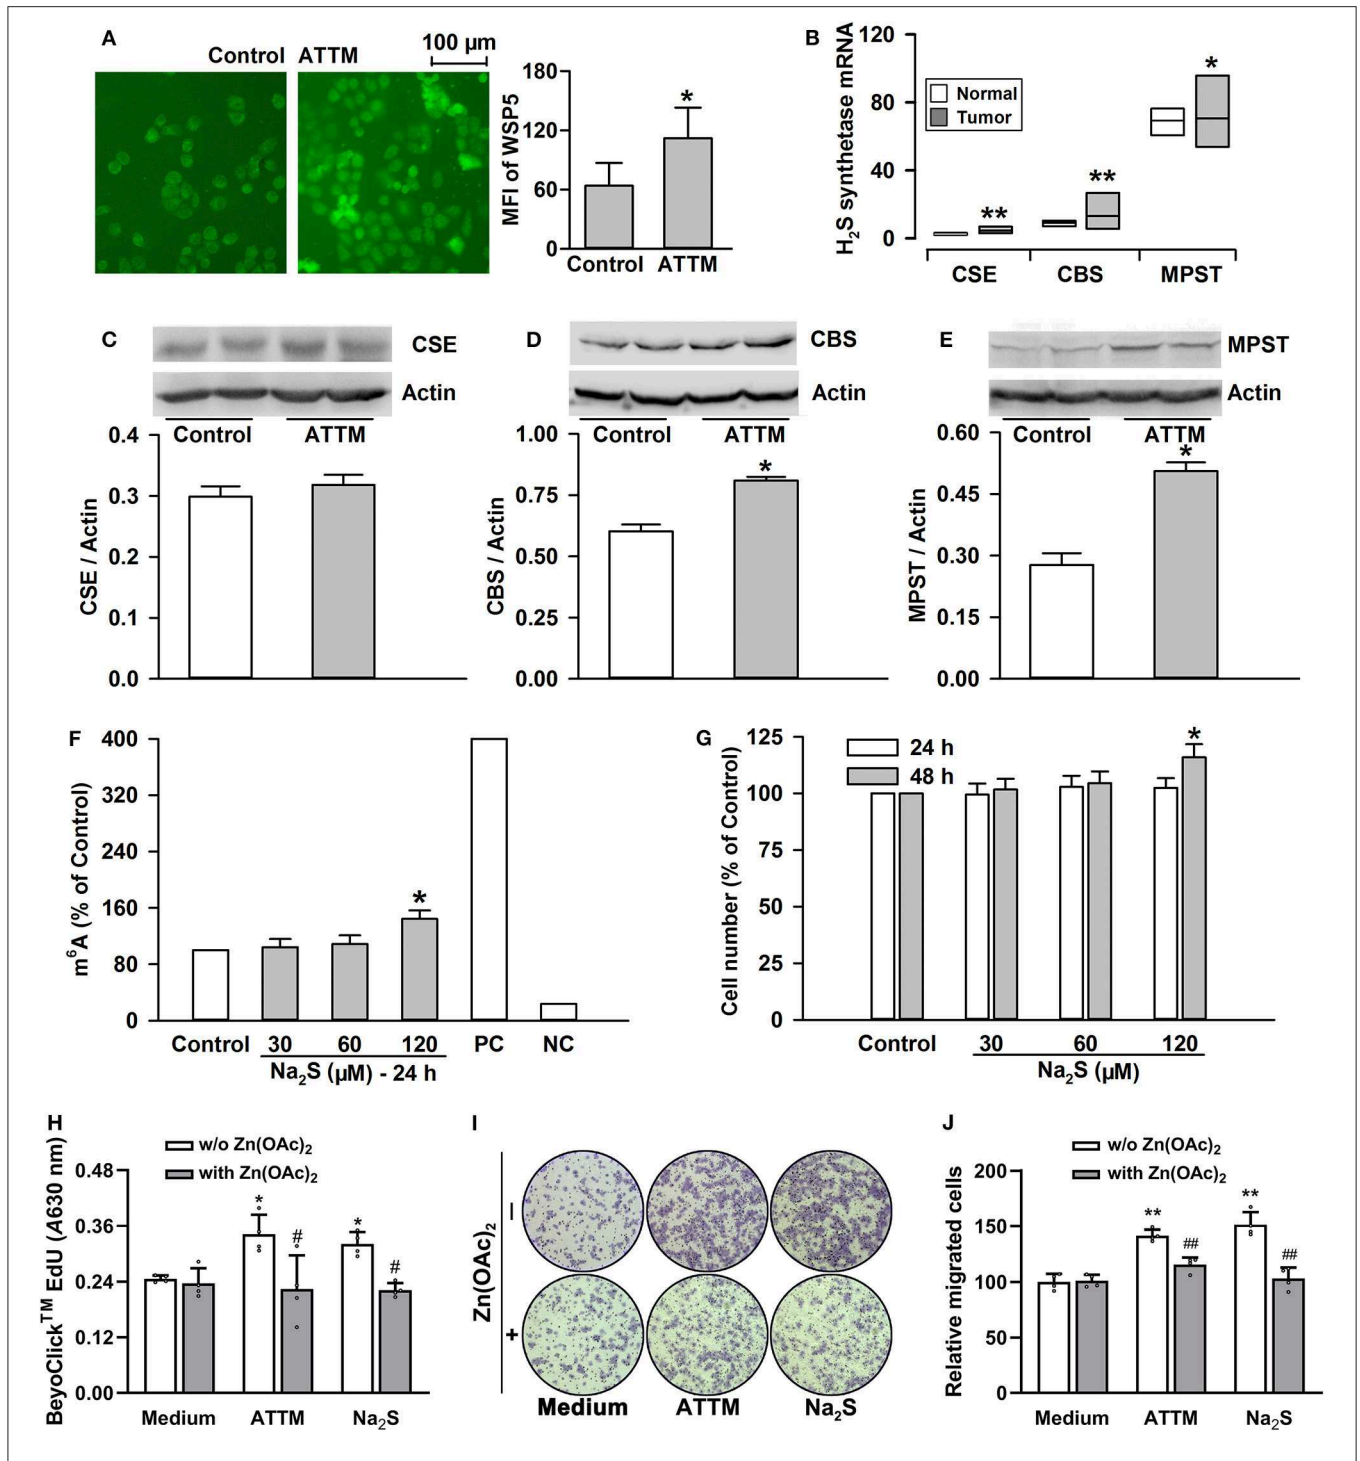 A
Control ATTM
100 µm
MFI of WSP5
180
120
60
0
*
Control ATTM
B
H2S synthetase mRNA
120
80
40
0
Normal
Tumor
**
**
*
CSE CBS MPST
C
CSE
Actin
Control ATTM
CSE / Actin
0.4
0.3
0.2
0.1
0.0
D
CBS
Actin
Control ATTM
CBS / Actin
1.00
0.75
0.50
0.25
0.00
*
E
MPST
Actin
Control ATTM
MPST / Actin
0.60
0.45
0.30
0.15
0.00
*
F
m6A (% of Control)
400
320
240
160
80
0
*
Control 30 60 120 PC NC
Na2S (µM) - 24 h
G
Cell number (% of Control)
125
100
75
50
25
0
24 h
48 h
*
Control 30 60 120
Na2S (µM)
H
BeyoClick™ EdU (A630 nm)
w/o Zn(OAc)2
with Zn(OAc)2
0.48
0.36
0.24
0.12
0.00
* # * #
Medium ATTM Na2S
I
Zn(OAc)2
–
+
Medium ATTM Na2S
J
Relative migrated cells
w/o Zn(OAc)2
with Zn(OAc)2
200
150
100
50
0
** ## ** ##
Medium ATTM Na2S